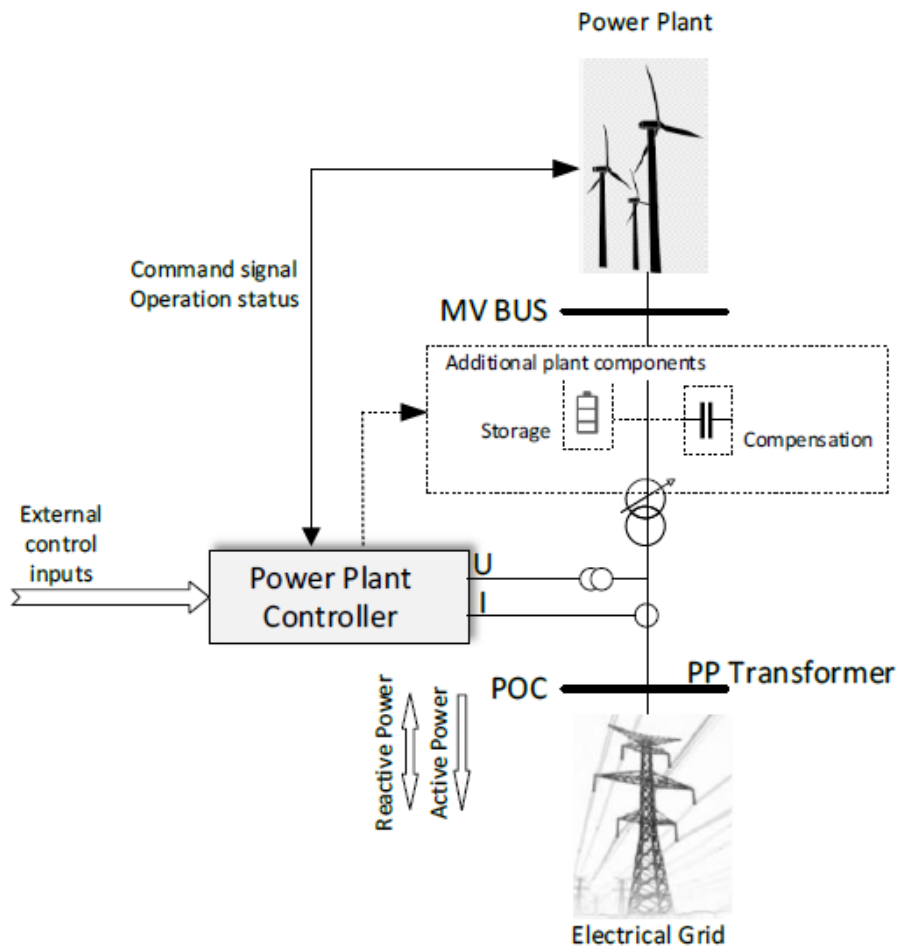 Power Plant
Command signal
Operation status
MV BUS
Additional plant components
Storage
Compensation
External
control
inputs
Power Plant
Controller
U
I
POC
PP Transformer
Reactive Power
Active Power
Electrical Grid